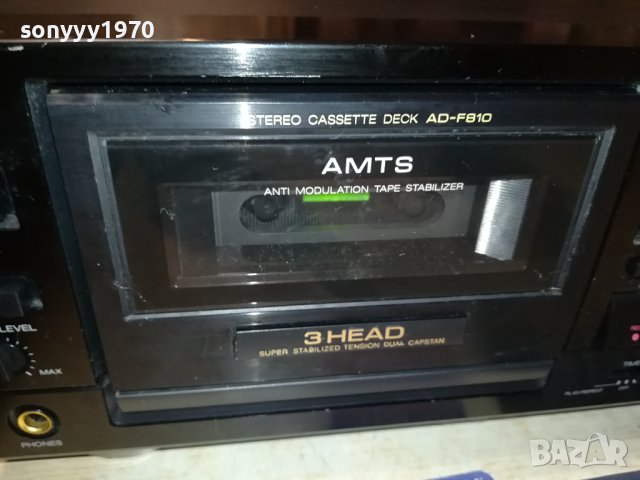 sonyyy1970
STEREO CASSETTE DECK AD-F810
AMTS
ANTI MODULATION TAPE STABILIZER
3 HEAD
SUPER STABILIZED TENSION DUAL CAPSTAN
LEVEL
MAX
PHONES
BAZAR